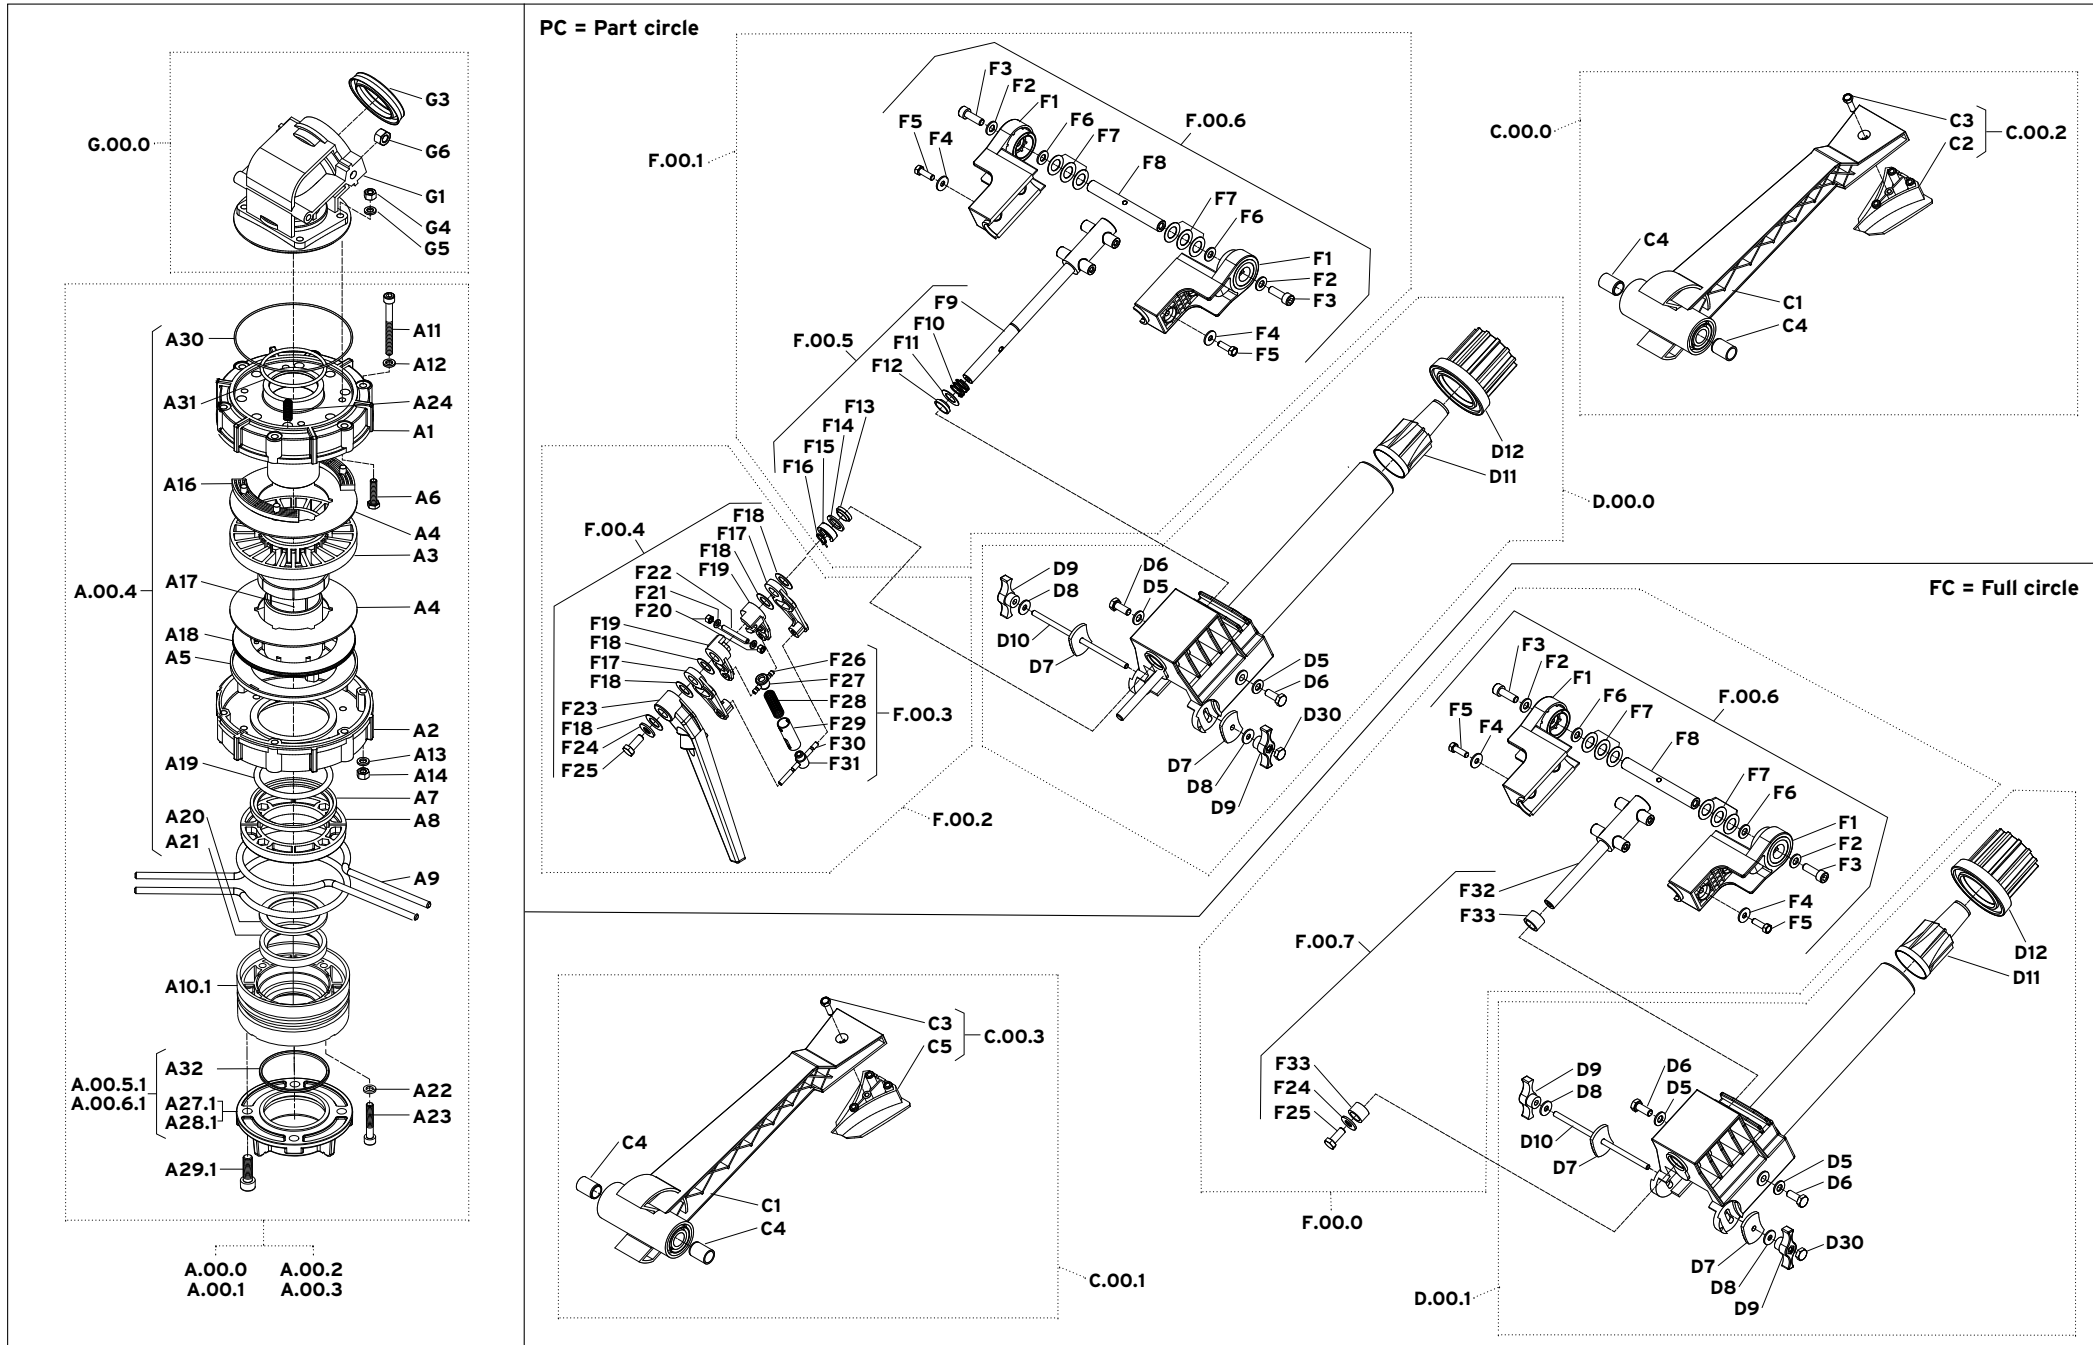 G3
G6
G.00.0
G1
G4
G5
A30
A11
A12
A31
A24
A1
A16
A6
A4
A3
A17
A.00.4
A4
A18
A5
A2
A13
A19
A14
A7
A20
A8
A21
A9
A10.1
A32
A.00.5.1
A.00.6.1
A27.1
A28.1
A22
A23
A29.1
A.00.0 A.00.2
A.00.1 A.00.3
PC = Part circle
F3
F2
F1
F5
F4
F6
F7
F.00.6
F.00.1
F8
F7
F6
F1
F2
F3
F4
F5
F9
F10
F11
F12
F.00.5
F13
F14
F15
F16
F.00.4
F18
F17
F18
F19
F22
F21
F20
F19
F18
F17
F18
F23
F18
F24
F25
F26
F27
F28
F29
F30
F31
F.00.3
F.00.2
D12
D11
D.00.0
D9
D8
D6
D5
D10
D7
D5
D6
D30
D7
D8
D9
C3
C2
C.00.2
C.00.0
C4
C1
C4
FC = Full circle
F3
F2
F1
F5
F4
F6
F7
F.00.6
F8
F7
F6
F1
F2
F3
F4
F5
F32
F33
F.00.7
F33
F24
F25
F.00.0
D12
D11
D9
D8
D6
D5
D10
D7
D5
D6
D30
D7
D8
D9
D.00.1
C3
C5
C.00.3
C4
C1
C4
C.00.1